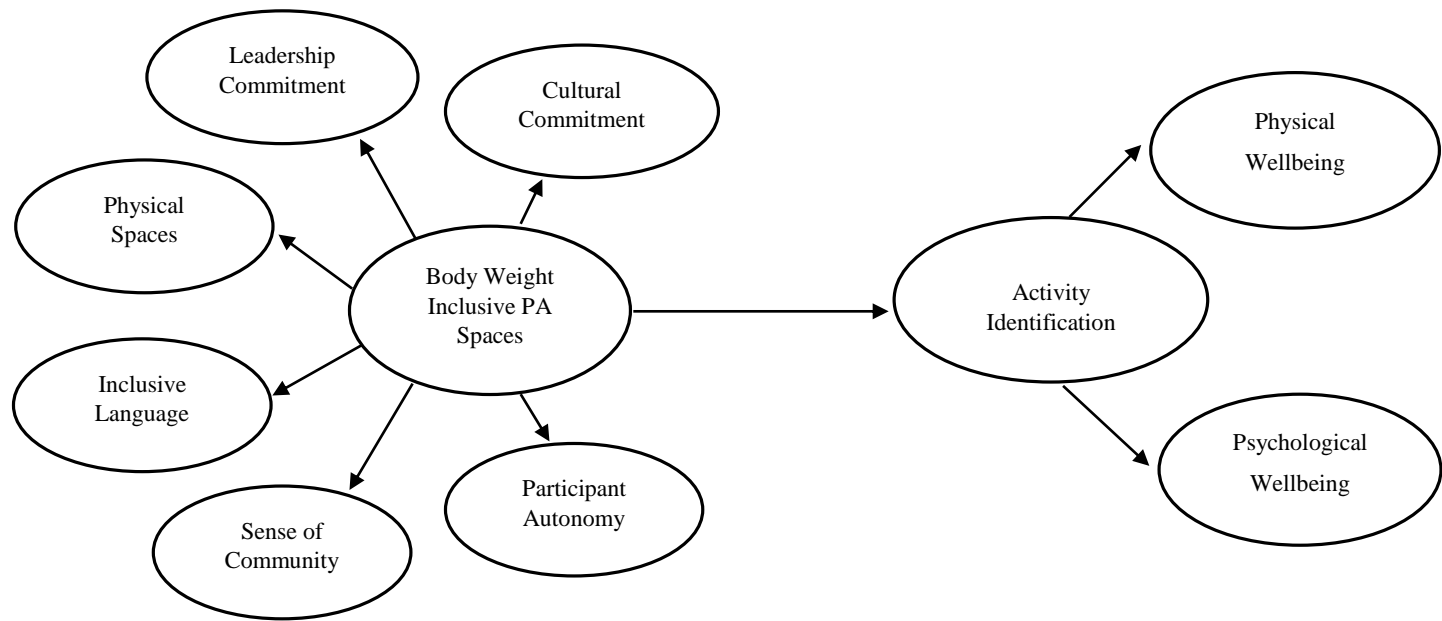 Leadership
Commitment
Cultural
Commitment
Physical
Spaces
Body Weight
Inclusive PA
Spaces
Inclusive
Language
Sense of
Community
Participant
Autonomy
Activity
Identification
Physical
Wellbeing
Psychological
Wellbeing